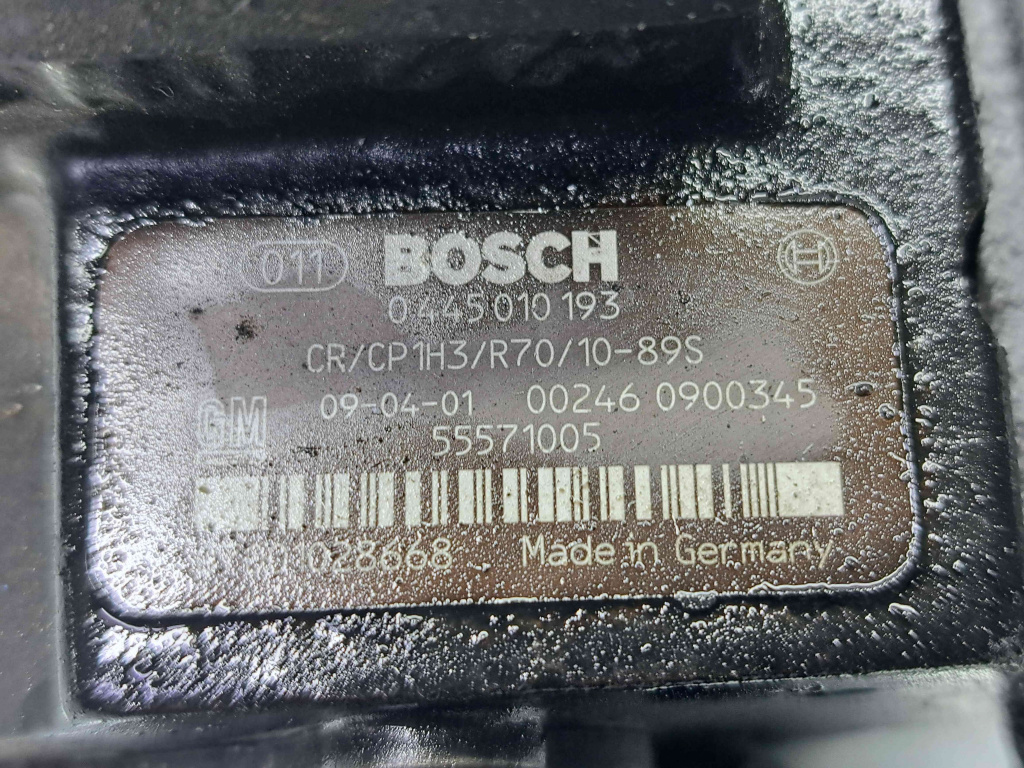 011 BOSCH
0 445 010 193
CR/CP1H3/R70/10-89S
GM 09-04-01 00246 0900345
55571005
Made in Germany